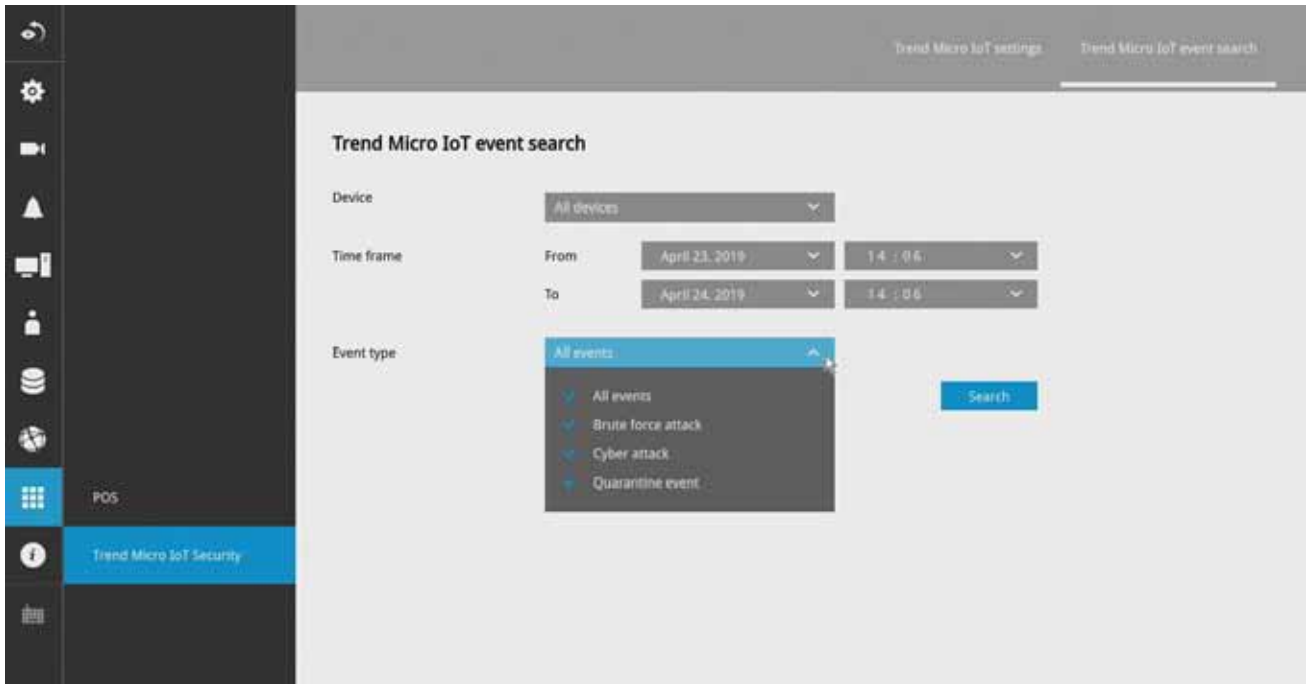 Trend Micro IoT settings Trend Micro IoT event search
Trend Micro IoT event search
Device All devices
Time frame From April 23, 2019 14 : 06
To April 24, 2019 14 : 06
Event type All events
All events
Brute force attack
Cyber attack
Quarantine event
Search
POS
Trend Micro IoT Security